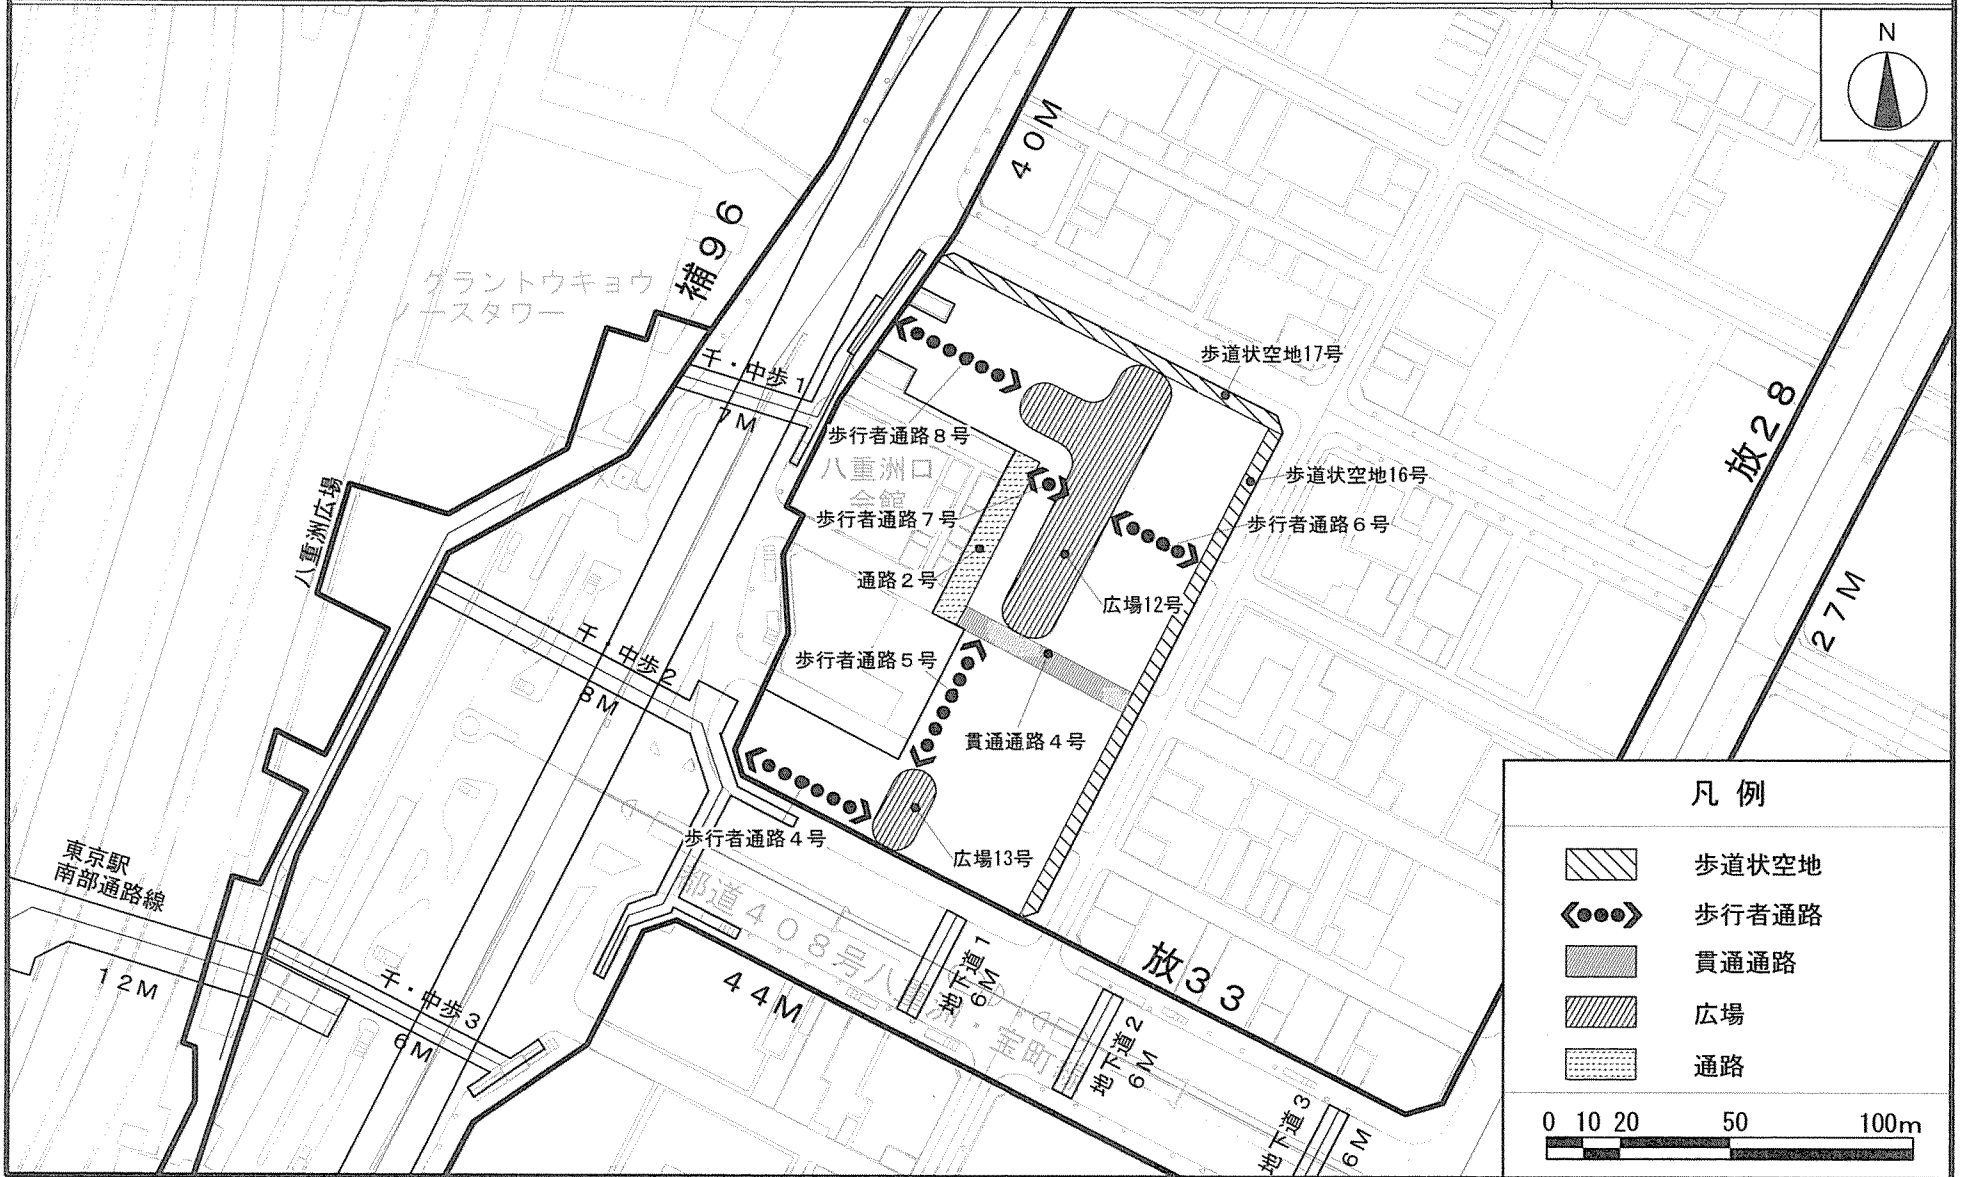 N
40M
補96
グラントウキョウ
ノースタワー
千・中歩1
7M
歩道状空地17号
歩行者通路8号
八重洲口
会館
歩道状空地16号
放28
八重洲広場
歩行者通路7号
歩行者通路6号
通路2号
広場12号
27M
千・中歩2
8M
歩行者通路5号
貫通通路4号
歩行者通路4号
広場13号
東京駅
南部通路線
12M
千・中歩3
6M
44M
都道408号八重洲・宝町
放33
地下道1
6M
地下道2
6M
地下道3
6M
凡例
歩道状空地
歩行者通路
貫通通路
広場
通路
0 10 20 50 100m